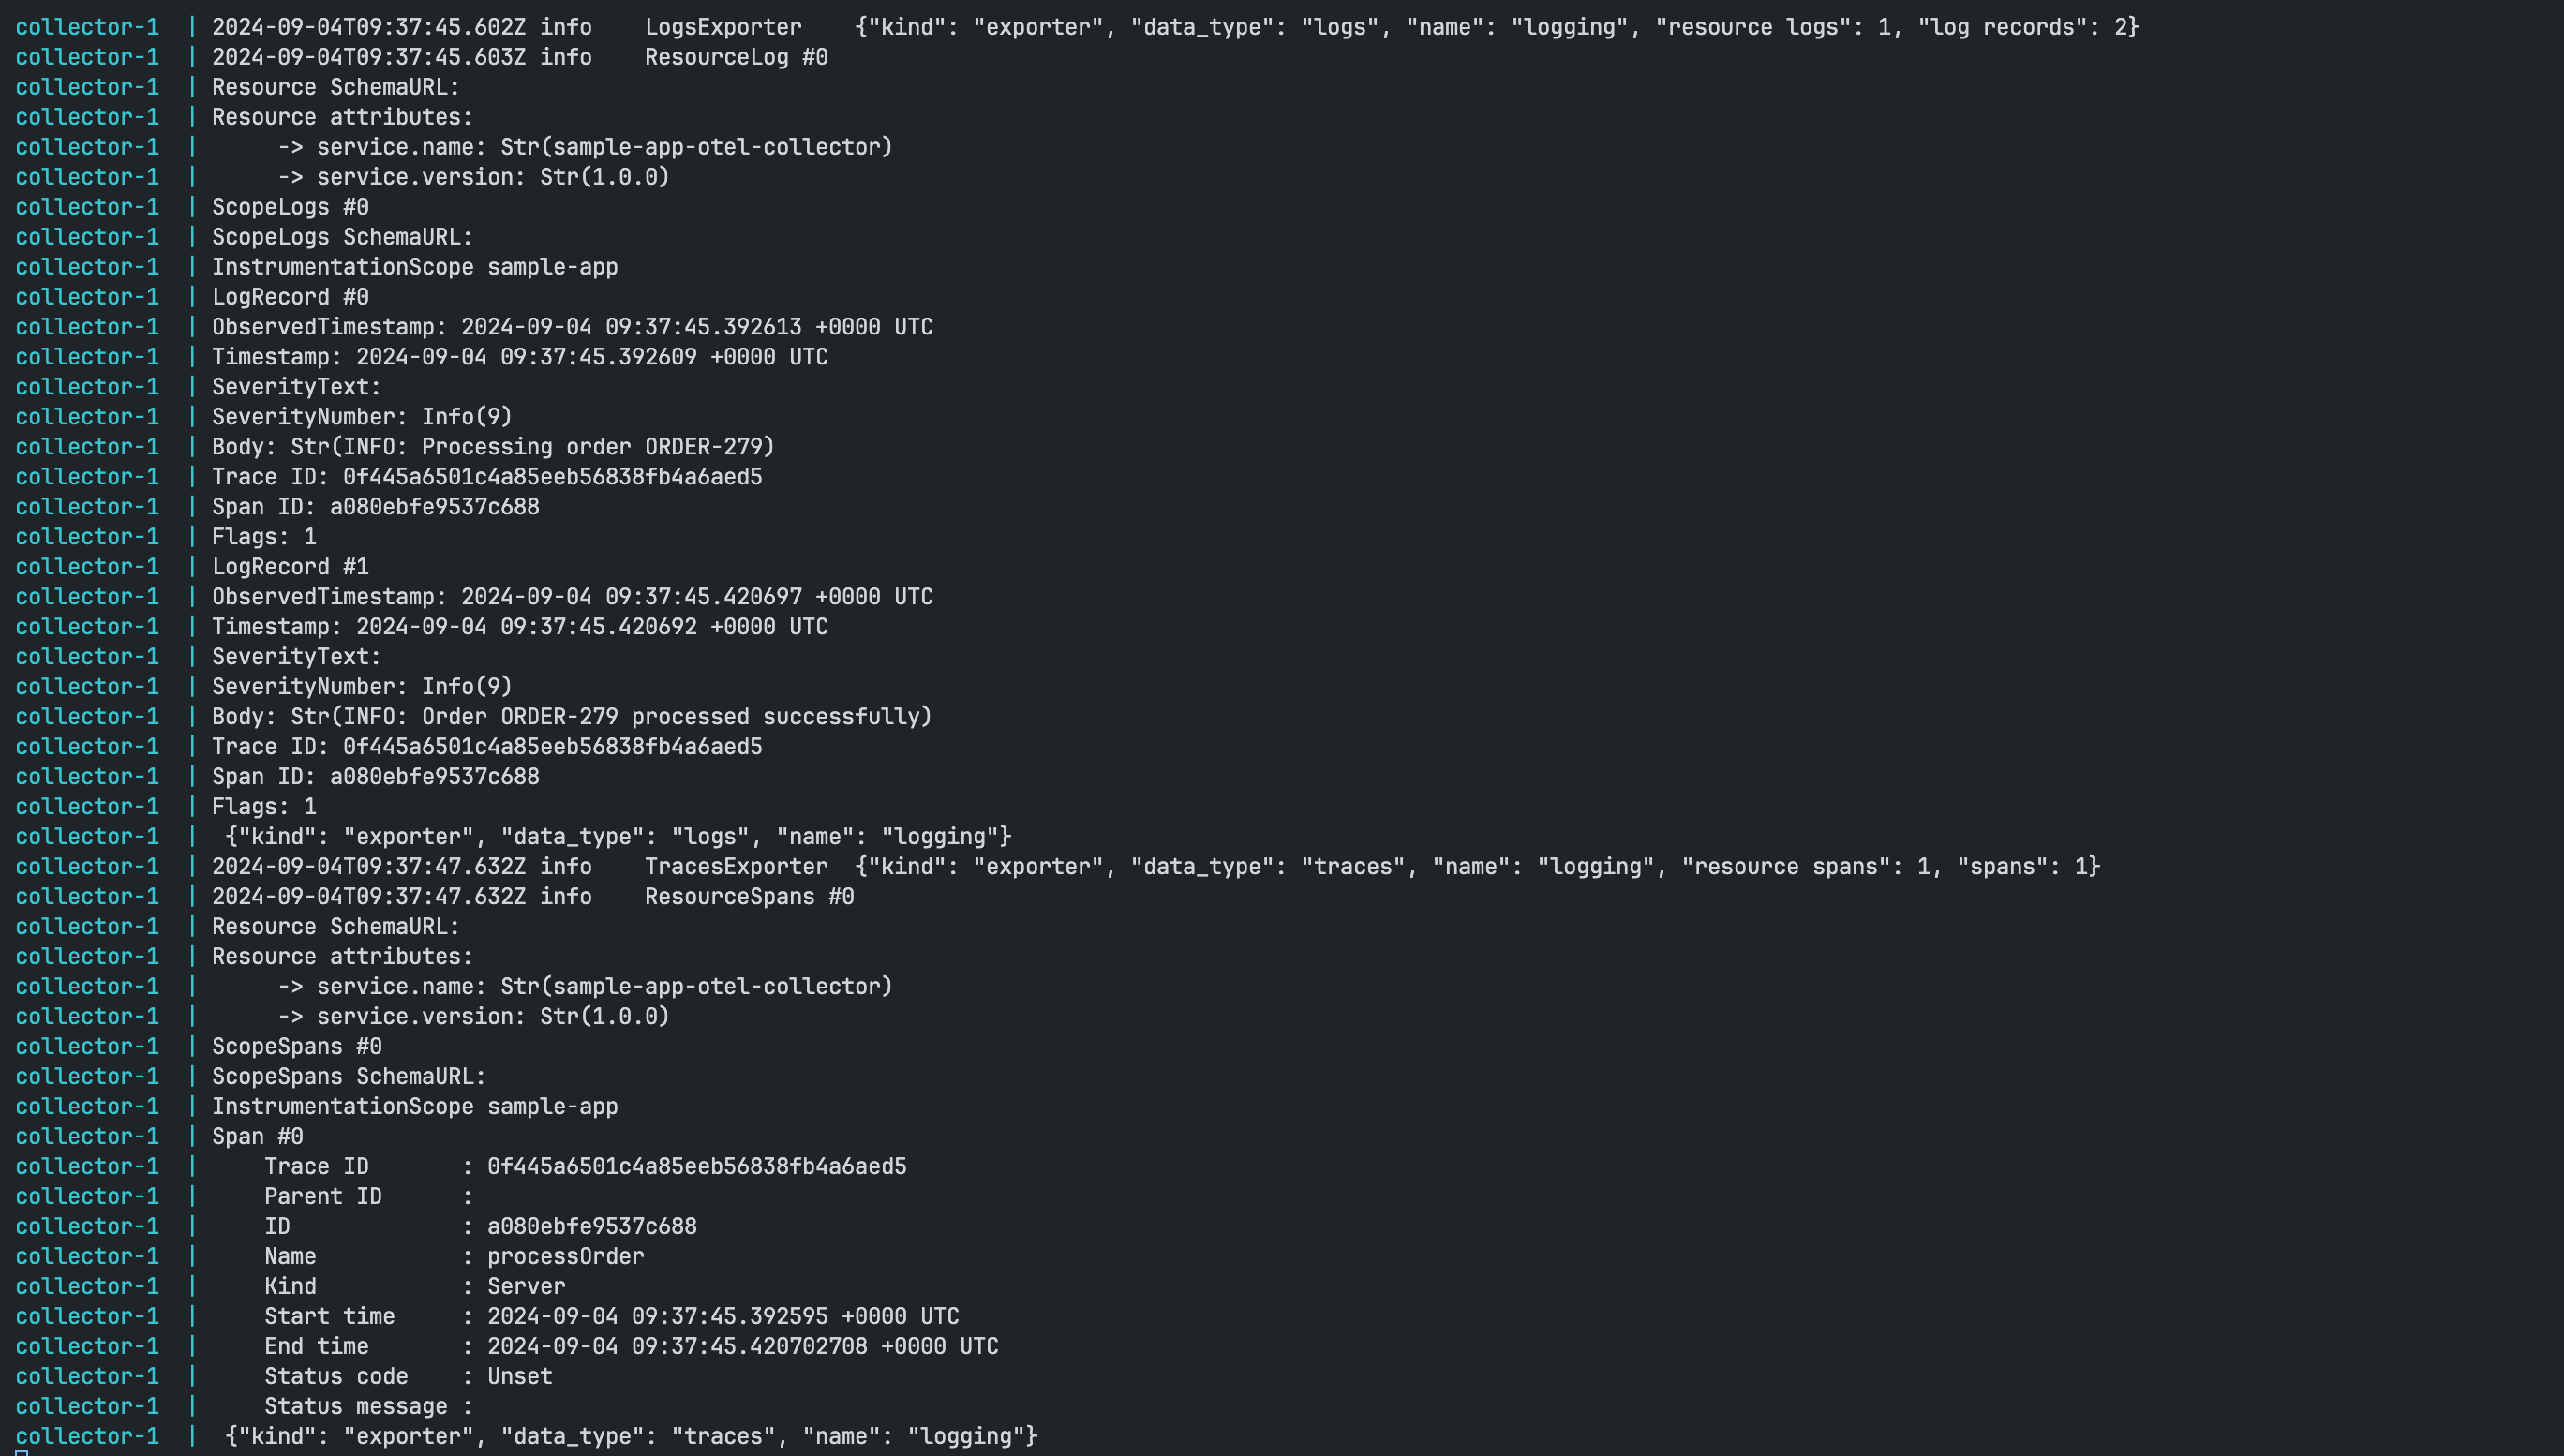 collector-1  | 2024-09-04T09:37:45.602Z info    LogsExporter    {"kind": "exporter", "data_type": "logs", "name": "logging", "resource logs": 1, "log records": 2}
collector-1  | 2024-09-04T09:37:45.603Z info    ResourceLog #0
collector-1  | Resource SchemaURL:
collector-1  | Resource attributes:
collector-1  |      -> service.name: Str(sample-app-otel-collector)
collector-1  |      -> service.version: Str(1.0.0)
collector-1  | ScopeLogs #0
collector-1  | ScopeLogs SchemaURL:
collector-1  | InstrumentationScope sample-app
collector-1  | LogRecord #0
collector-1  | ObservedTimestamp: 2024-09-04 09:37:45.392613 +0000 UTC
collector-1  | Timestamp: 2024-09-04 09:37:45.392609 +0000 UTC
collector-1  | SeverityText:
collector-1  | SeverityNumber: Info(9)
collector-1  | Body: Str(INFO: Processing order ORDER-279)
collector-1  | Trace ID: 0f445a6501c4a85eeb56838fb4a6aed5
collector-1  | Span ID: a080ebfe9537c688
collector-1  | Flags: 1
collector-1  | LogRecord #1
collector-1  | ObservedTimestamp: 2024-09-04 09:37:45.420697 +0000 UTC
collector-1  | Timestamp: 2024-09-04 09:37:45.420692 +0000 UTC
collector-1  | SeverityText:
collector-1  | SeverityNumber: Info(9)
collector-1  | Body: Str(INFO: Order ORDER-279 processed successfully)
collector-1  | Trace ID: 0f445a6501c4a85eeb56838fb4a6aed5
collector-1  | Span ID: a080ebfe9537c688
collector-1  | Flags: 1
collector-1  |  {"kind": "exporter", "data_type": "logs", "name": "logging"}
collector-1  | 2024-09-04T09:37:47.632Z info    TracesExporter  {"kind": "exporter", "data_type": "traces", "name": "logging", "resource spans": 1, "spans": 1}
collector-1  | 2024-09-04T09:37:47.632Z info    ResourceSpans #0
collector-1  | Resource SchemaURL:
collector-1  | Resource attributes:
collector-1  |      -> service.name: Str(sample-app-otel-collector)
collector-1  |      -> service.version: Str(1.0.0)
collector-1  | ScopeSpans #0
collector-1  | ScopeSpans SchemaURL:
collector-1  | InstrumentationScope sample-app
collector-1  | Span #0
collector-1  |     Trace ID       : 0f445a6501c4a85eeb56838fb4a6aed5
collector-1  |     Parent ID      :
collector-1  |     ID             : a080ebfe9537c688
collector-1  |     Name           : processOrder
collector-1  |     Kind           : Server
collector-1  |     Start time     : 2024-09-04 09:37:45.392595 +0000 UTC
collector-1  |     End time       : 2024-09-04 09:37:45.420702708 +0000 UTC
collector-1  |     Status code    : Unset
collector-1  |     Status message :
collector-1  |  {"kind": "exporter", "data_type": "traces", "name": "logging"}